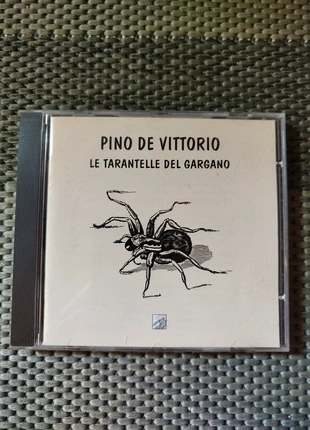 PINO DE VITTORIO
LE TARANTELLE DEL GARGANO